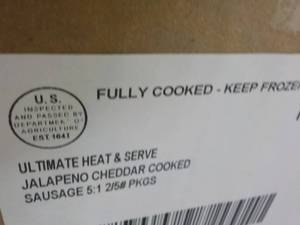 U.S.
INSPECTED
AND PASSED BY
DEPARTMENT OF
AGRICULTURE
EST. 1641
FULLY COOKED - KEEP FROZE
ULTIMATE HEAT & SERVE
JALAPENO CHEDDAR COOKED
SAUSAGE 5:1 2/5# PKGS